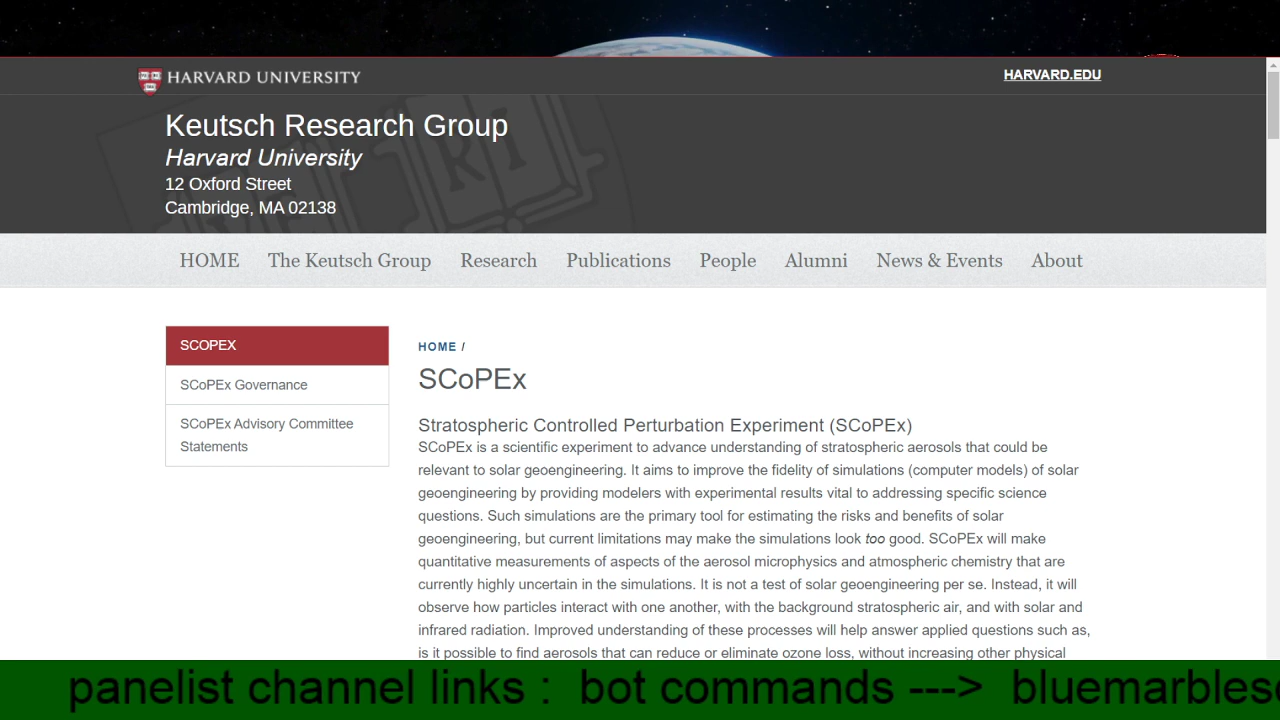 HARVARD UNIVERSITY
HARVARD.EDU
Keutsch Research Group
Harvard University
12 Oxford Street
Cambridge, MA 02138
HOME The Keutsch Group Research Publications People Alumni News & Events About
SCOPEX
SCoPEx Governance
SCoPEx Advisory Committee
Statements
HOME /
SCoPEx
Stratospheric Controlled Perturbation Experiment (SCoPEx)
SCoPEx is a scientific experiment to advance understanding of stratospheric aerosols that could be
relevant to solar geoengineering. It aims to improve the fidelity of simulations (computer models) of solar
geoengineering by providing modelers with experimental results vital to addressing specific science
questions. Such simulations are the primary tool for estimating the risks and benefits of solar
geoengineering, but current limitations may make the simulations look too good. SCoPEx will make
quantitative measurements of aspects of the aerosol microphysics and atmospheric chemistry that are
currently highly uncertain in the simulations. It is not a test of solar geoengineering per se. Instead, it will
observe how particles interact with one another, with the background stratospheric air, and with solar and
infrared radiation. Improved understanding of these processes will help answer applied questions such as,
is it possible to find aerosols that can reduce or eliminate ozone loss, without increasing other physical
panelist channel links : bot commands ---> bluemarbles